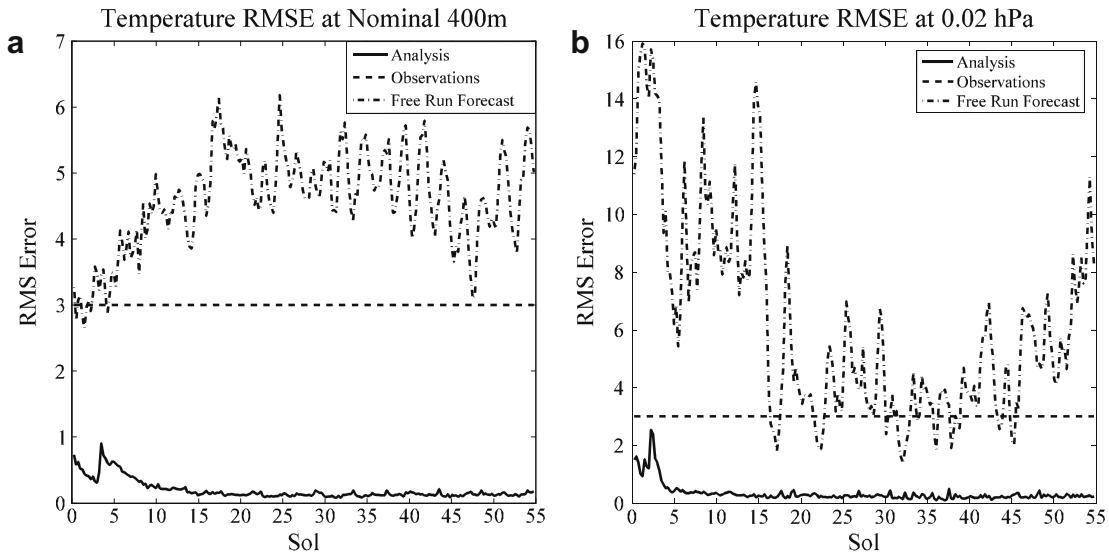 a
Temperature RMSE at Nominal 400m
RMS Error
7
6
5
4
3
2
1
0
Analysis
Observations
Free Run Forecast
0 5 10 15 20 25 30 35 40 45 50 55
Sol
b
Temperature RMSE at 0.02 hPa
RMS Error
16
14
12
10
8
6
4
2
0
Analysis
Observations
Free Run Forecast
0 5 10 15 20 25 30 35 40 45 50 55
Sol